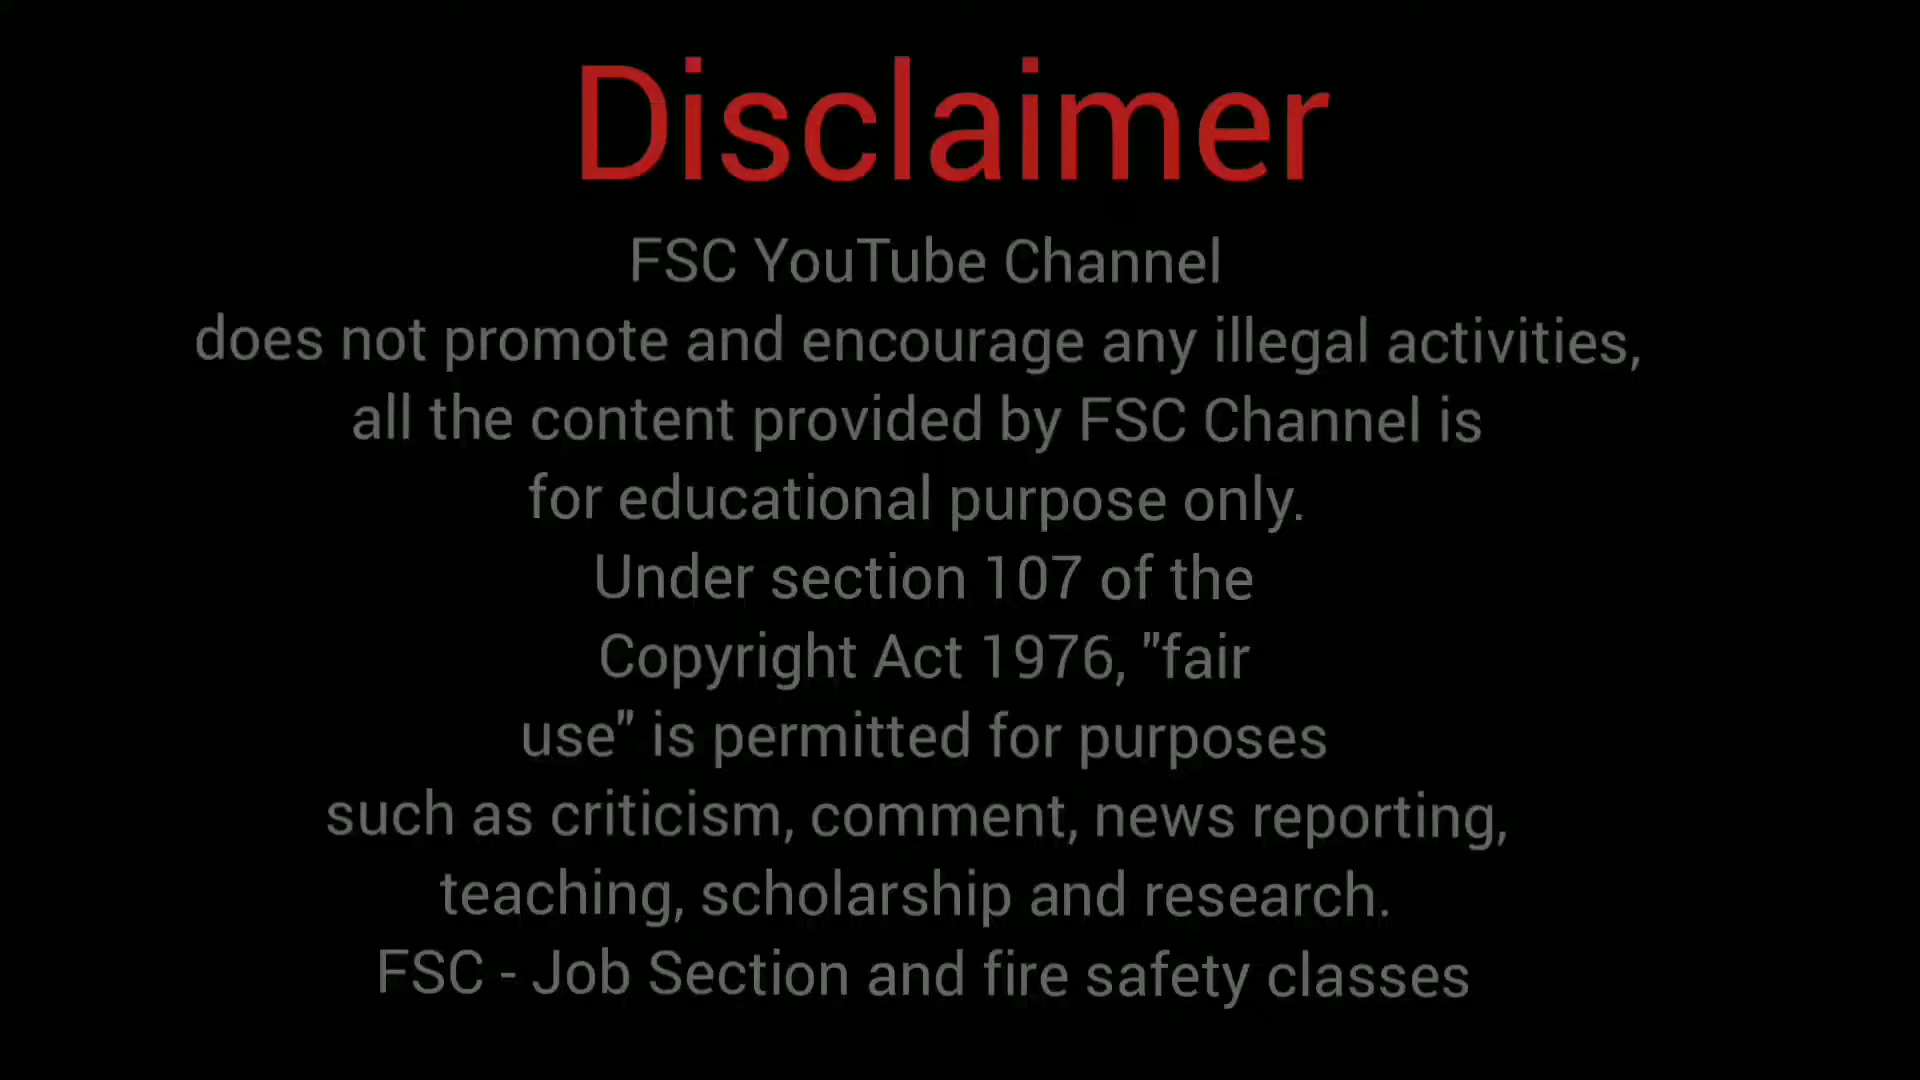 Disclaimer
FSC YouTube Channel
does not promote and encourage any illegal activities,
all the content provided by FSC Channel is
for educational purpose only.
Under section 107 of the
Copyright Act 1976, "fair
use" is permitted for purposes
such as criticism, comment, news reporting,
teaching, scholarship and research.
FSC - Job Section and fire safety classes